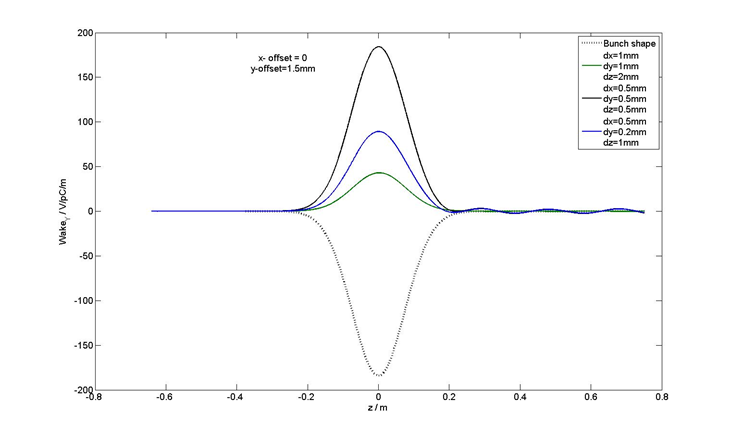 x- offset = 0
y-offset=1.5mm
Bunch shape
dx=1mm
dy=1mm
dz=2mm
dx=0.5mm
dy=0.5mm
dz=0.5mm
dx=0.5mm
dy=0.2mm
dz=1mm
200
150
100
50
0
-50
-100
-150
-200
-0.8
-0.6
-0.4
-0.2
0
0.2
0.4
0.6
0.8
z / m